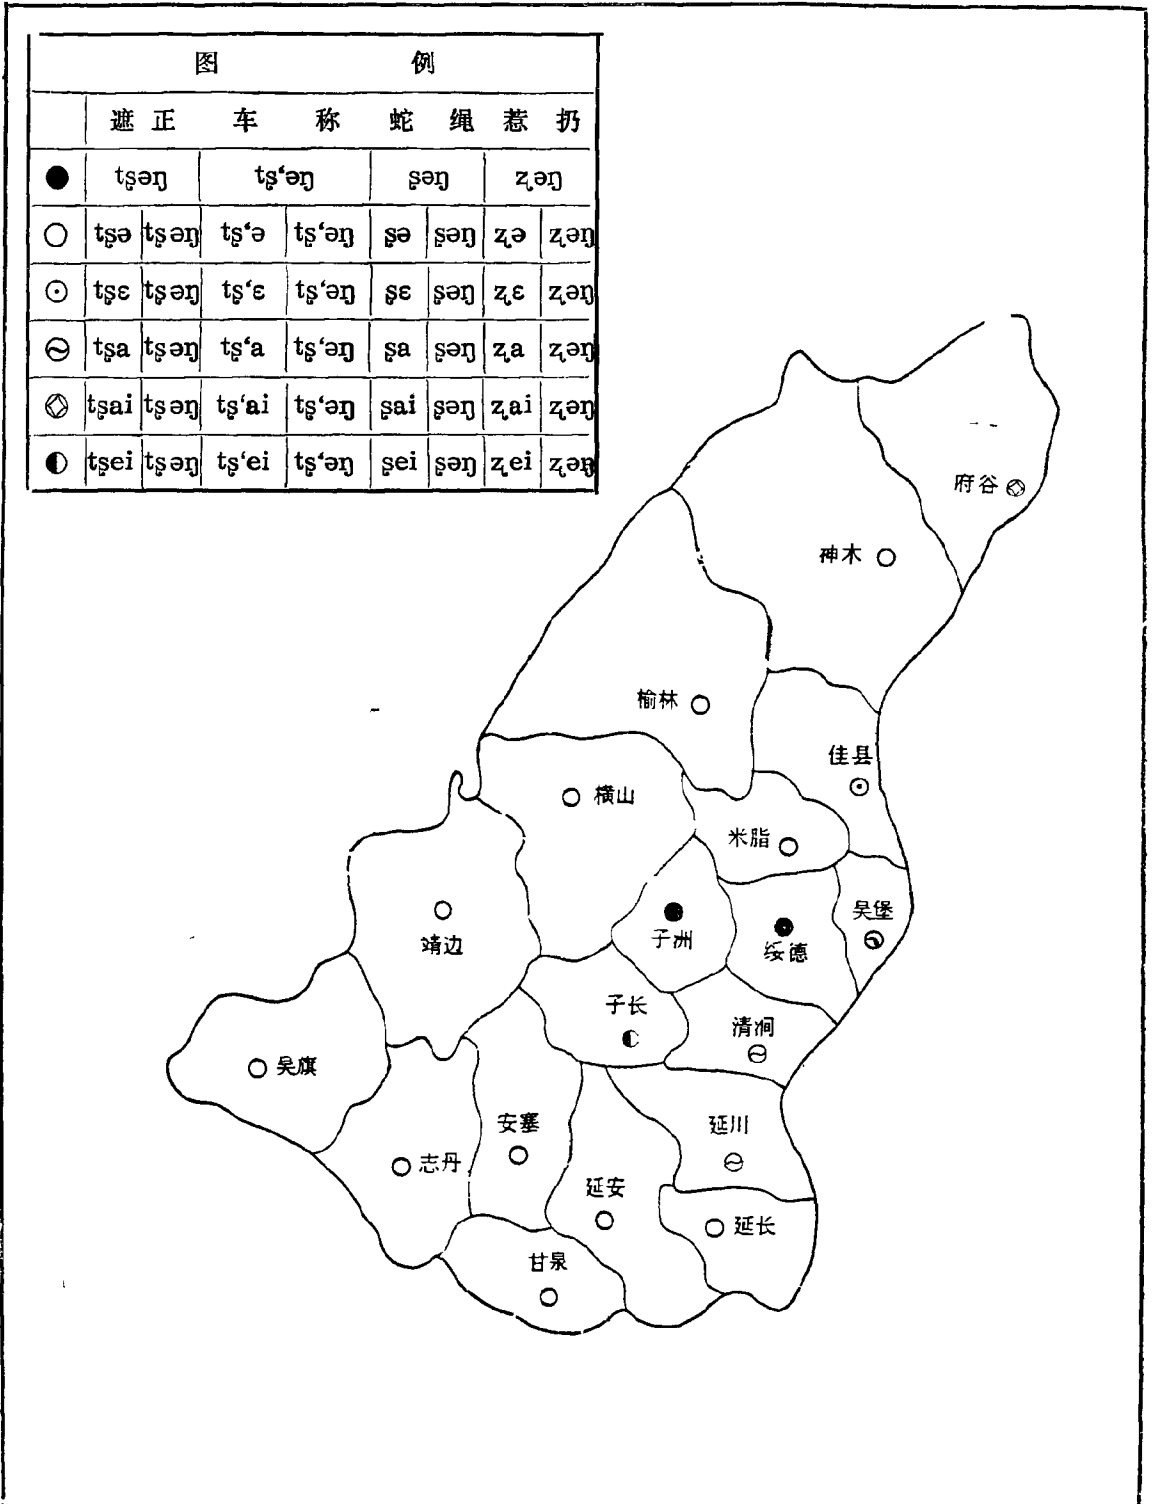 图 例
遮 正 车 称 蛇 绳 惹 扔
tʂəŋ tʂʻəŋ ʂəŋ ʐəŋ
tʂə tʂəŋ tʂʻə tʂʻəŋ ʂə ʂəŋ ʐə ʐəŋ
tʂɛ tʂəŋ tʂʻɛ tʂʻəŋ ʂɛ ʂəŋ ʐɛ ʐəŋ
tʂa tʂəŋ tʂʻa tʂʻəŋ ʂa ʂəŋ ʐa ʐəŋ
tʂai tʂəŋ tʂʻai tʂʻəŋ ʂai ʂəŋ ʐai ʐəŋ
tʂei tʂəŋ tʂʻei tʂʻəŋ ʂei ʂəŋ ʐei ʐəŋ
府谷
神木
榆林
佳县
横山
米脂
吴堡
子洲
靖边
绥德
子长
清涧
吴旗
安塞
延川
志丹
延安
延长
甘泉